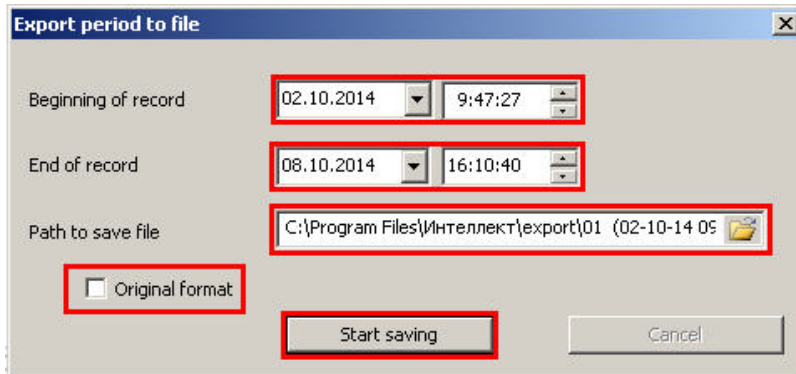 Export period to file
Beginning of record 02.10.2014 9:47:27
End of record 08.10.2014 16:10:40
Path to save file C:\Program Files\Интеллект\export\01 (02-10-14 09
Original format
Start saving Cancel